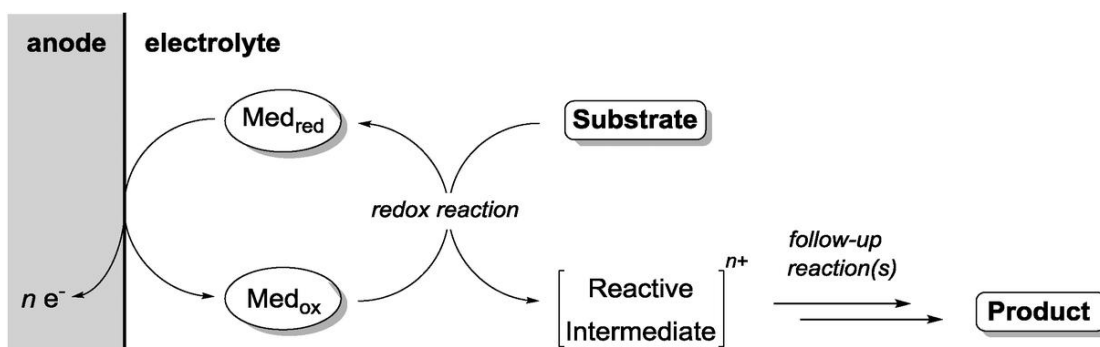 anode electrolyte
Med_red
Substrate
redox reaction
follow-up
reaction(s)
n e⁻
Med_ox
[Reactive
Intermediate]ⁿ⁺
Product